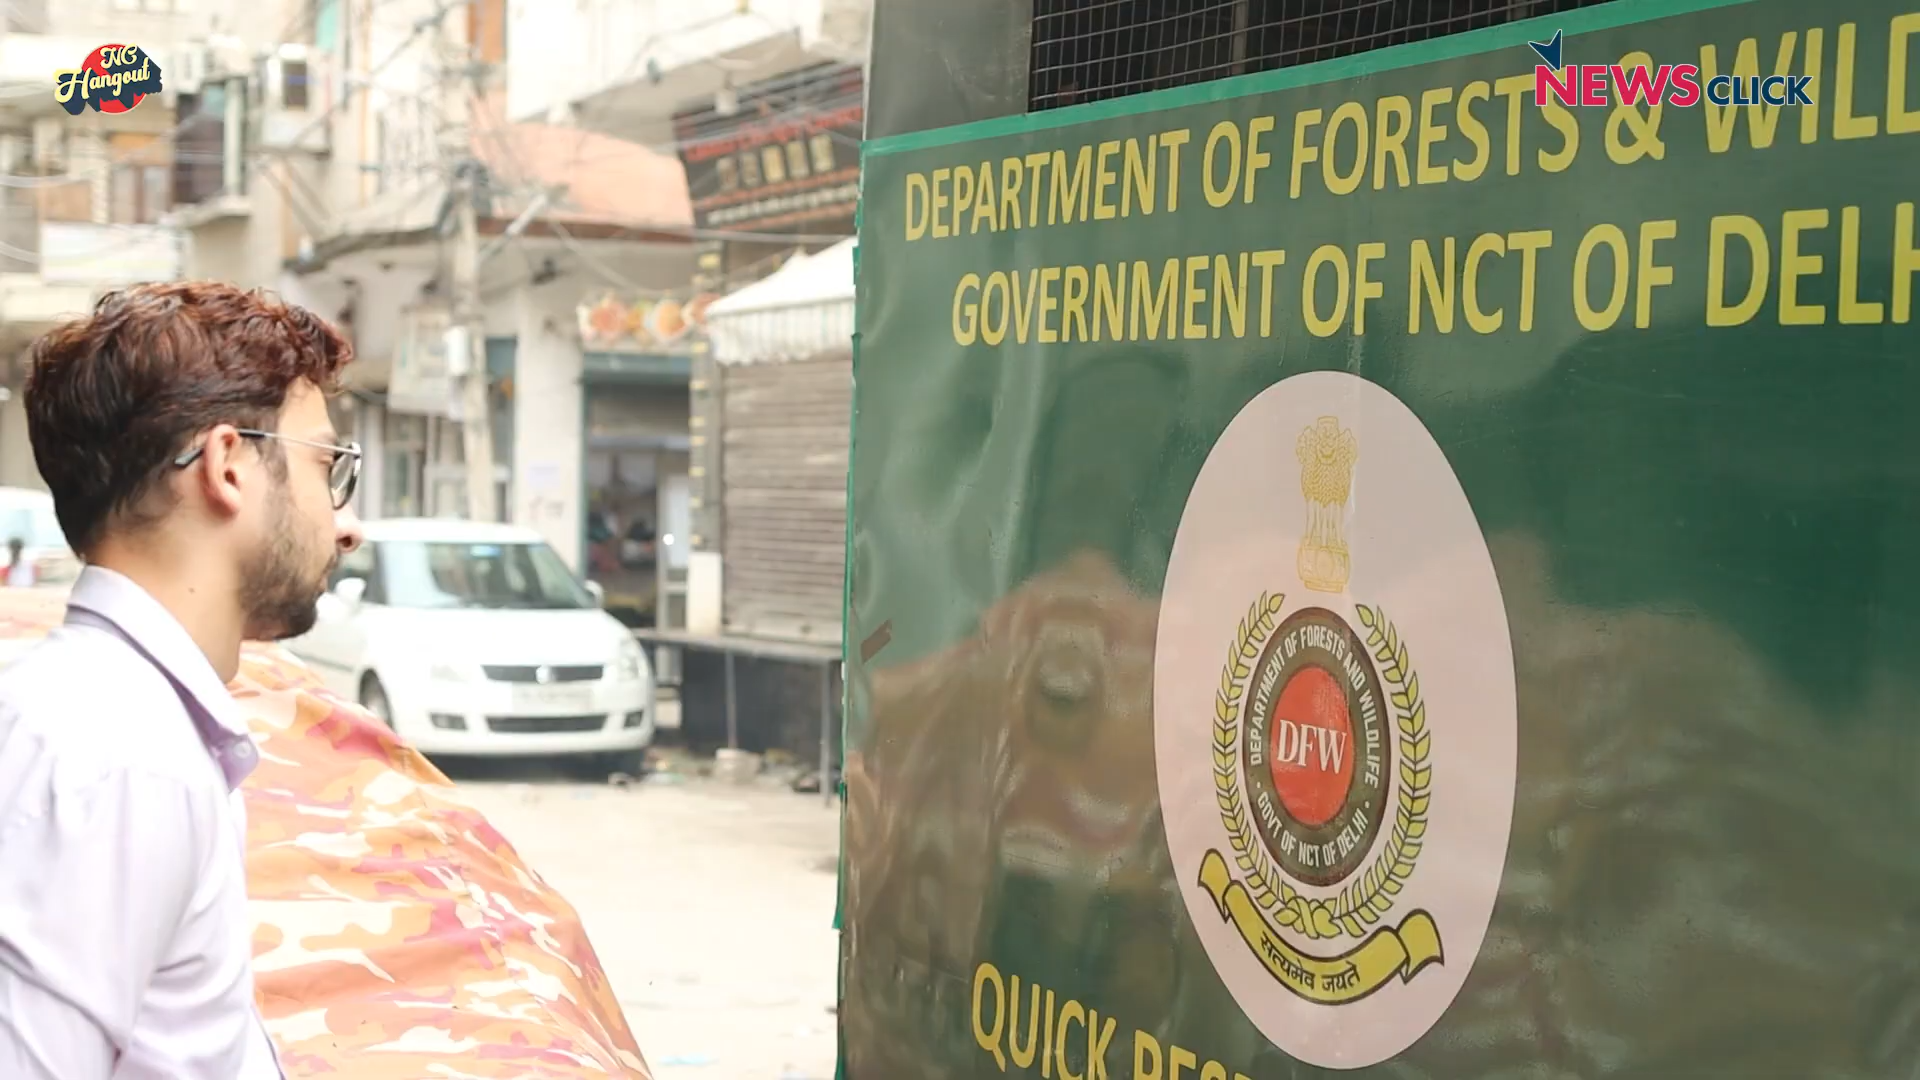 NC
Hangout
NEWSCLICK
DEPARTMENT OF FORESTS & WILD
GOVERNMENT OF NCT OF DELH
DEPARTMENT OF FORESTS AND WILDLIFE
DFW
• GOVT OF NCT OF DELHI •
सत्यमेव जयते
QUICK